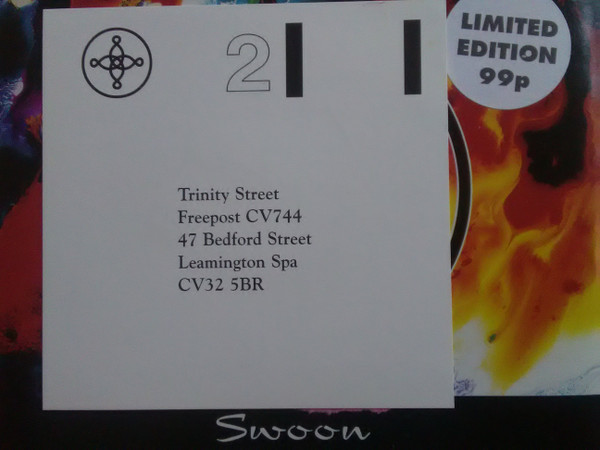 2
LIMITED
EDITION
99p
Trinity Street
Freepost CV744
47 Bedford Street
Leamington Spa
CV32 5BR
Swoon